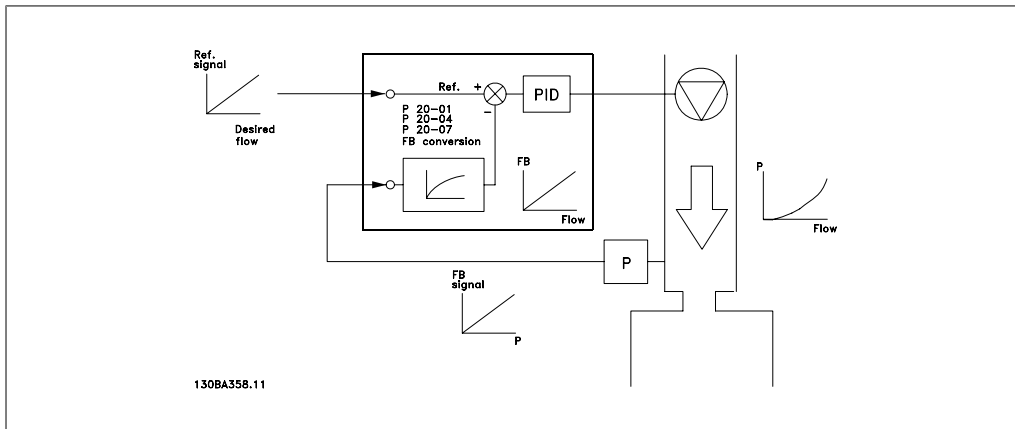 Ref.
signal
Desired
flow
Ref.
+
-
P 20-01
P 20-04
P 20-07
FB conversion
PID
FB
Flow
P
Flow
P
FB
signal
P
130BA358.11